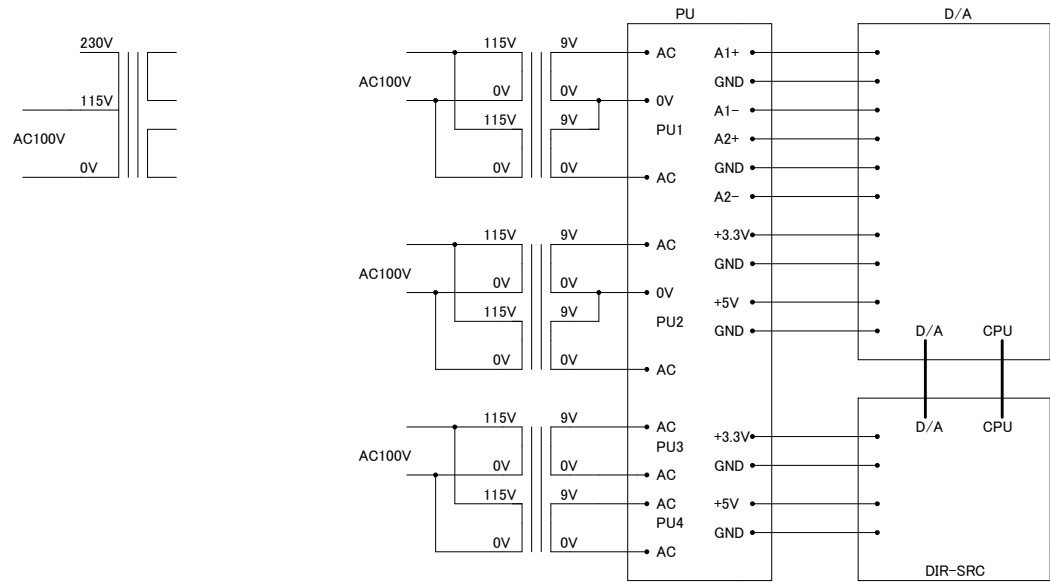 PU D/A
230V
115V
AC100V
0V
115V 9V
AC100V
0V 0V
115V 9V
0V 0V
AC A1+
GND
0V
A1-
PU1
A2+
GND
AC
A2-
115V 9V
AC100V
0V 0V
115V 9V
0V 0V
+3.3V
AC
GND
0V
+5V
PU2
GND
AC
D/A CPU
115V 9V
AC100V
0V 0V
115V 9V
0V 0V
AC
PU3
+3.3V
AC
GND
AC
+5V
PU4
GND
AC
D/A CPU
DIR-SRC